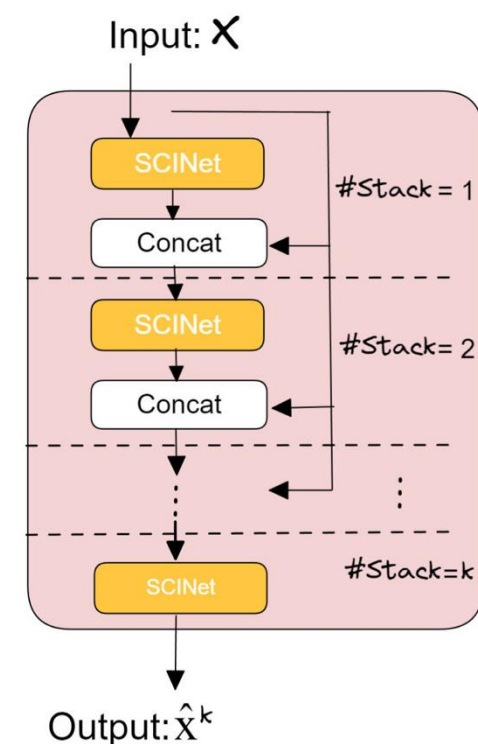 Input: X
SCINet
#Stack = 1
Concat
SCINet
#Stack = 2
Concat
⋮
⋮
#Stack=k
SCINet
Output: x̂ᵏ